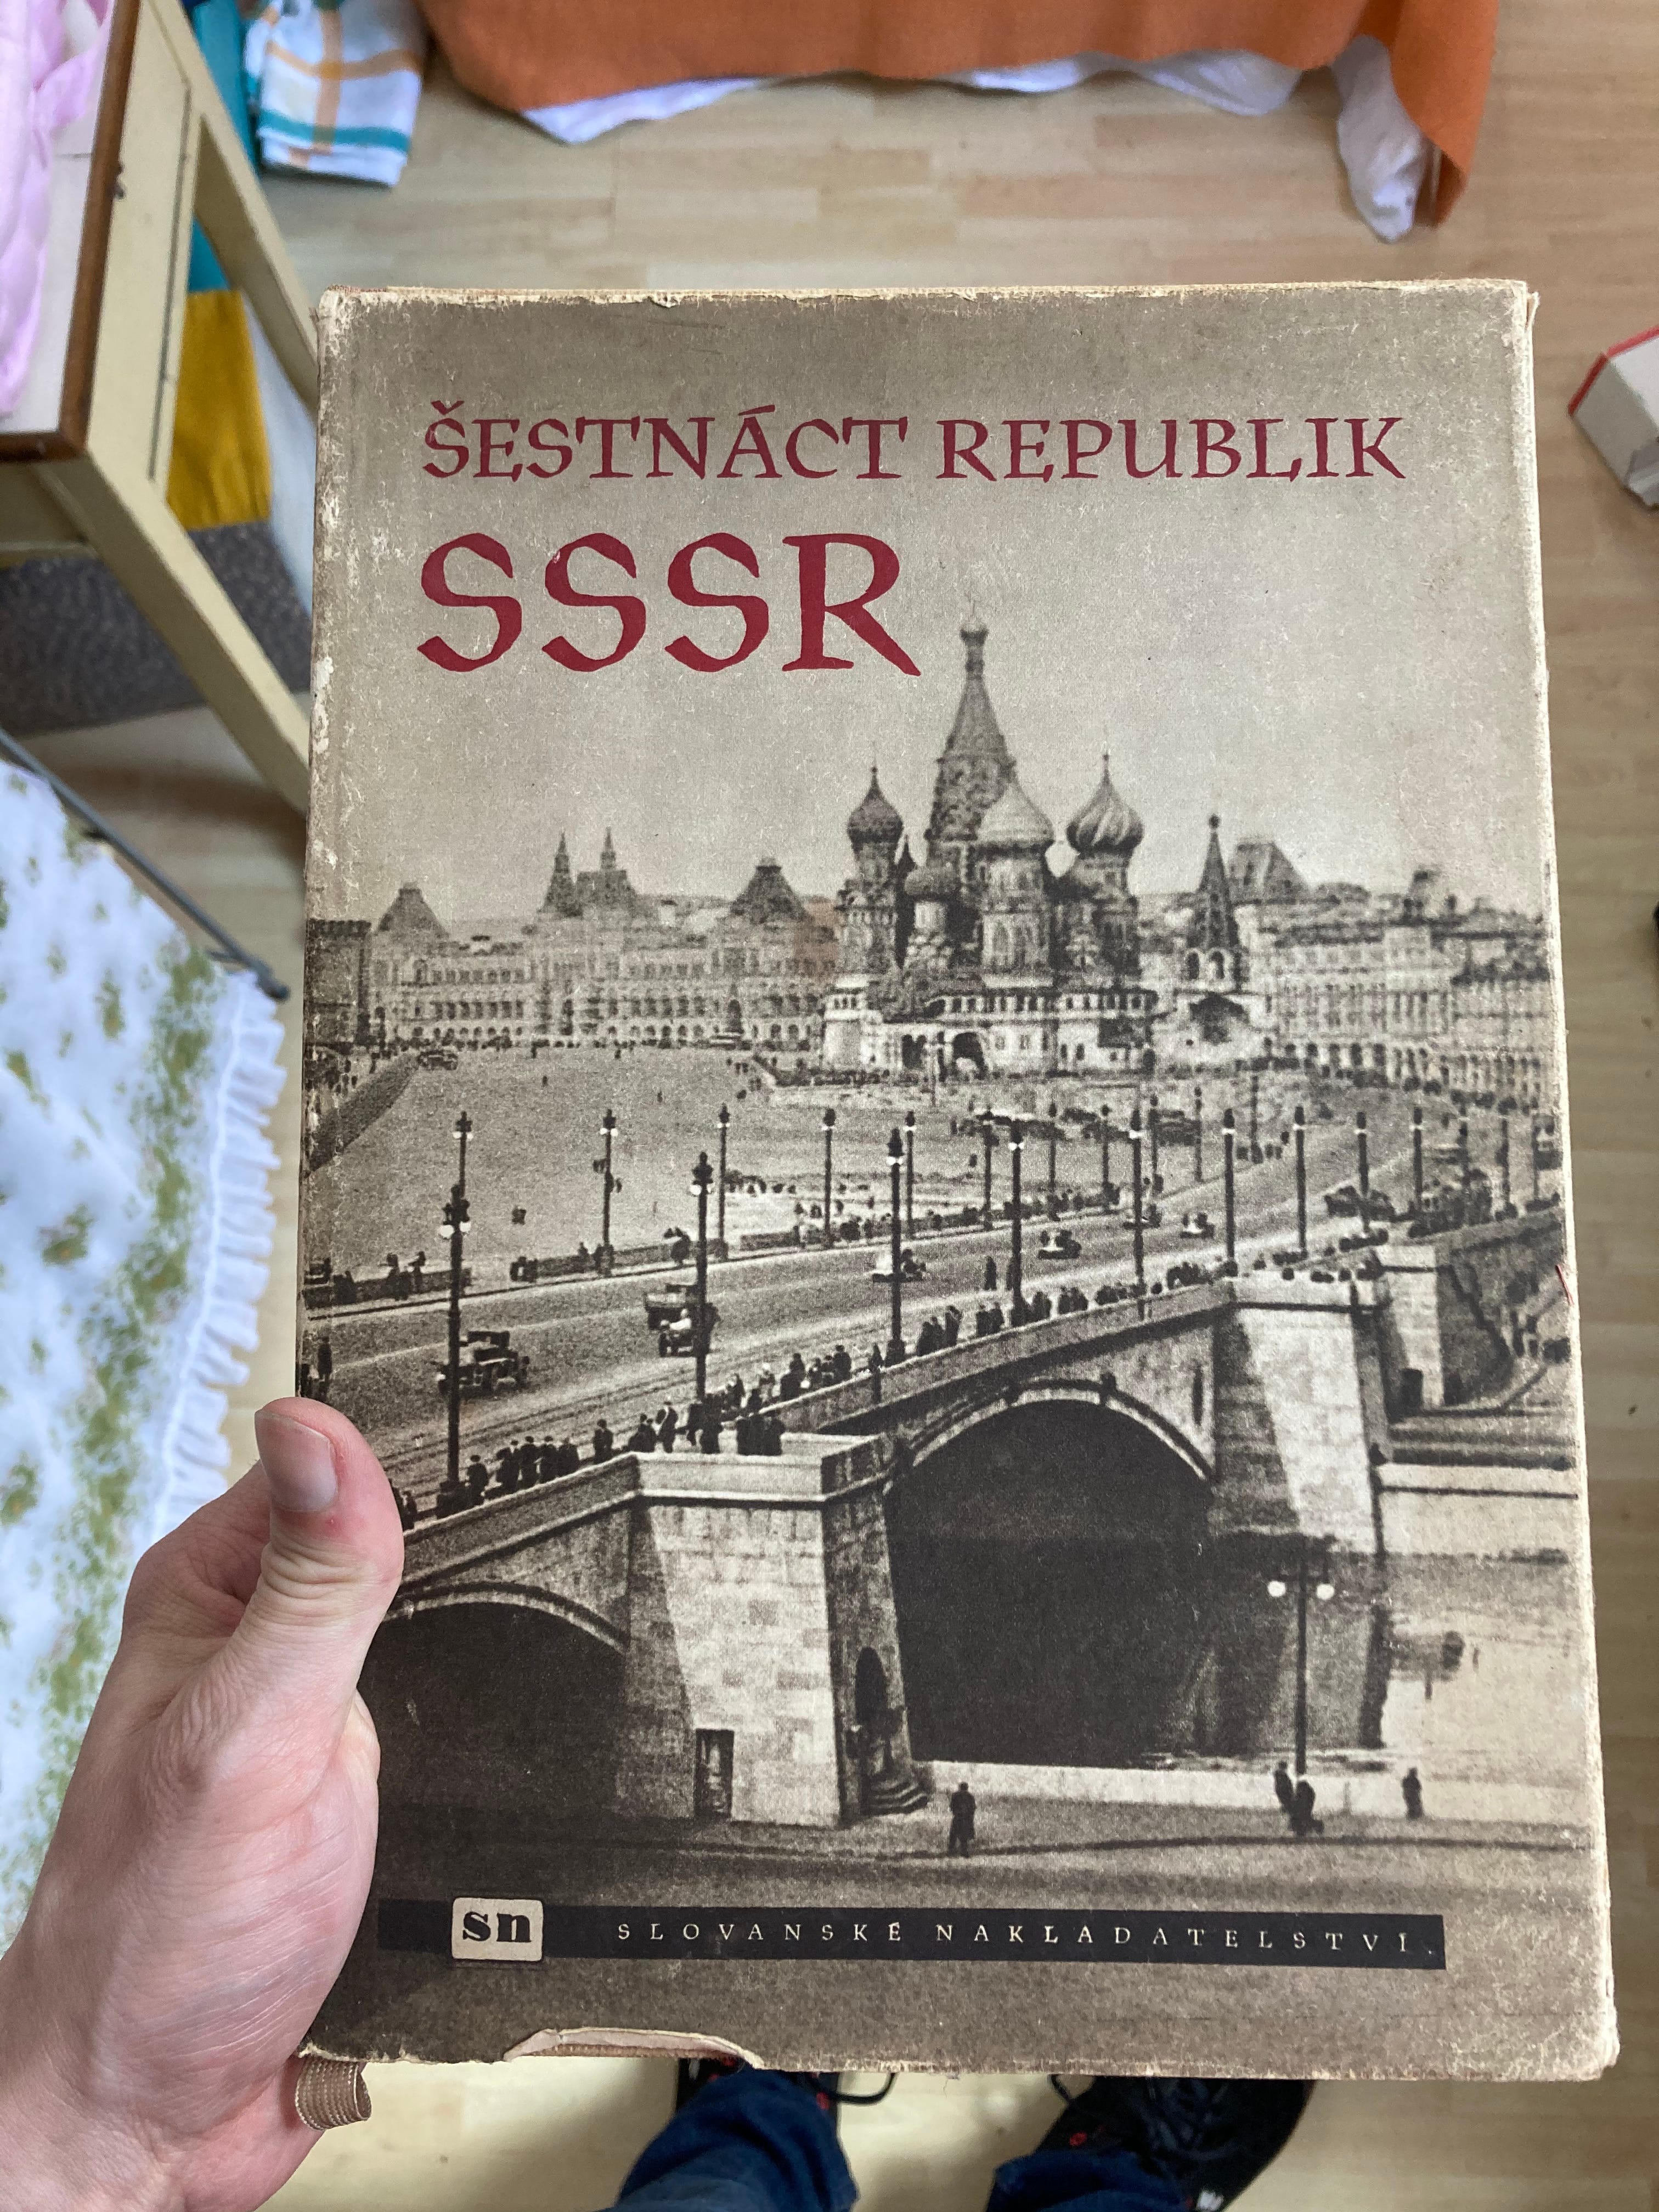 ŠESTNÁCT REPUBLIK
SSSR
sn SLOVANSKÉ NAKLADATELSTVÍ